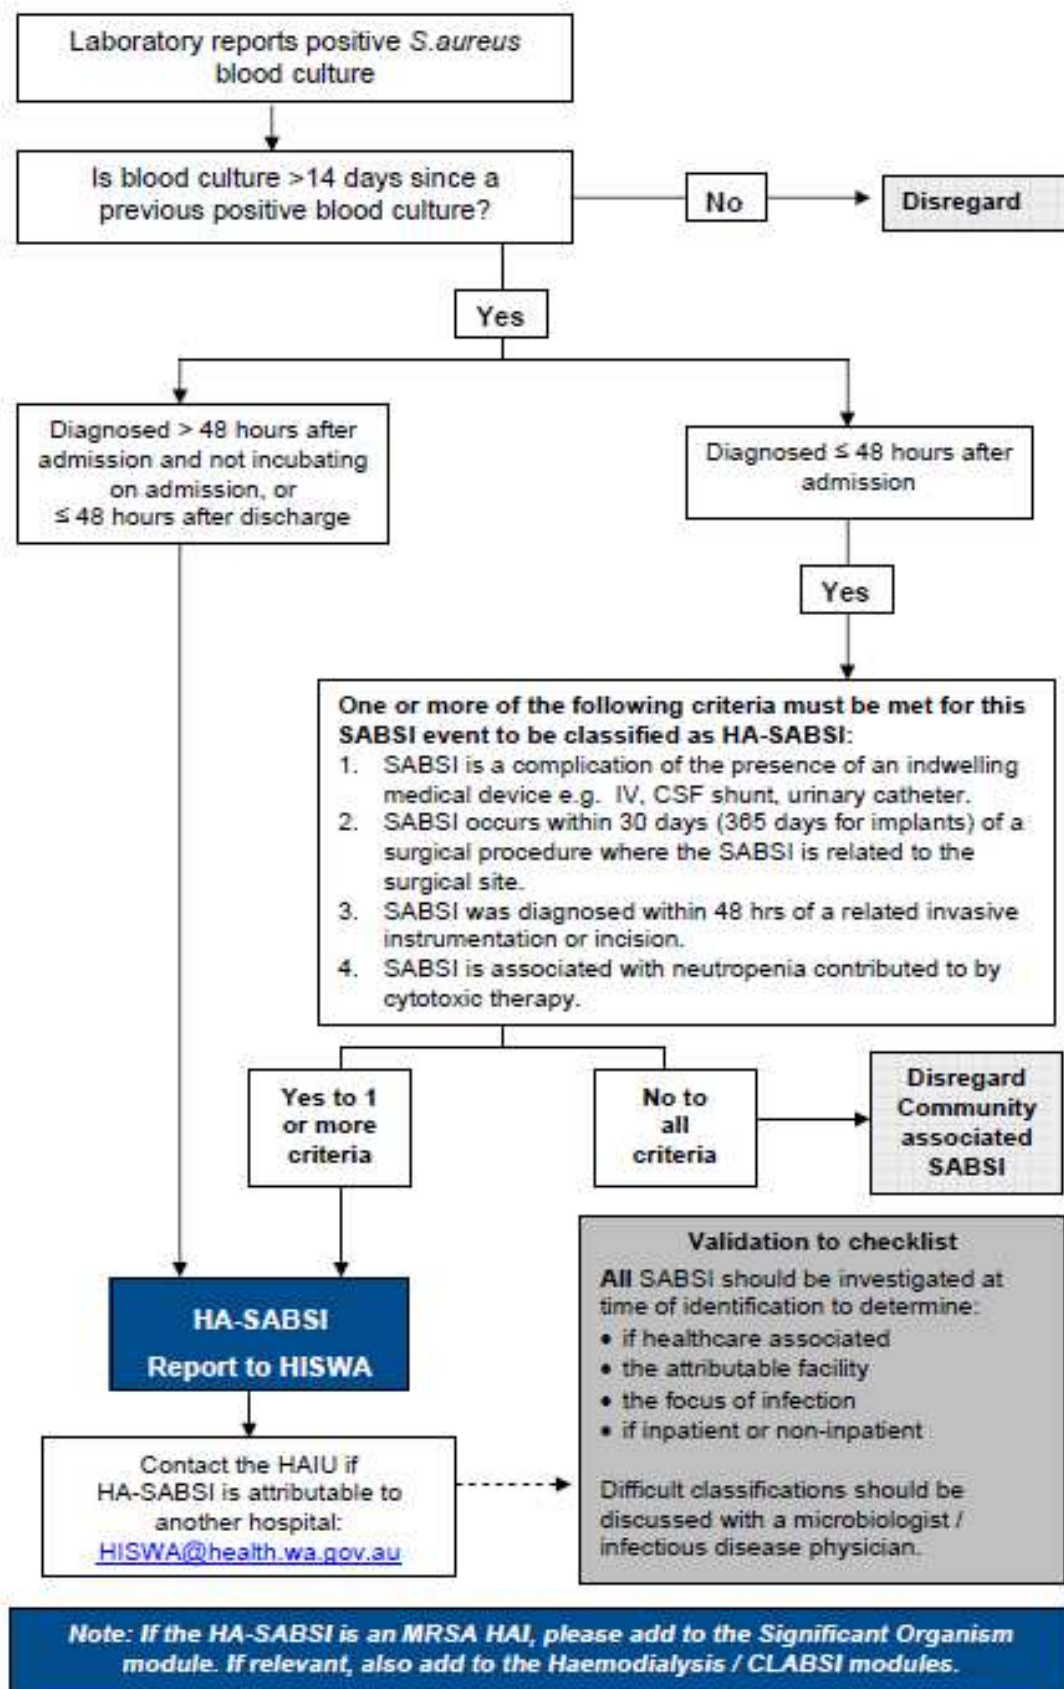 Laboratory reports positive S.aureus
blood culture
Is blood culture >14 days since a
previous positive blood culture?
No
Disregard
Yes
Diagnosed > 48 hours after
admission and not incubating
on admission, or
≤ 48 hours after discharge
Diagnosed ≤ 48 hours after
admission
Yes
One or more of the following criteria must be met for this
SABSI event to be classified as HA-SABSI:
1. SABSI is a complication of the presence of an indwelling
medical device e.g. IV, CSF shunt, urinary catheter.
2. SABSI occurs within 30 days (365 days for implants) of a
surgical procedure where the SABSI is related to the
surgical site.
3. SABSI was diagnosed within 48 hrs of a related invasive
instrumentation or incision.
4. SABSI is associated with neutropenia contributed to by
cytotoxic therapy.
Yes to 1
or more
criteria
No to
all
criteria
Disregard
Community
associated
SABSI
HA-SABSI
Report to HISWA
Contact the HAIU if
HA-SABSI is attributable to
another hospital:
HISWA@health.wa.gov.au
Validation to checklist
All SABSI should be investigated at
time of identification to determine:
• if healthcare associated
• the attributable facility
• the focus of infection
• if inpatient or non-inpatient
Difficult classifications should be
discussed with a microbiologist /
infectious disease physician.
Note: If the HA-SABSI is an MRSA HAI, please add to the Significant Organism
module. If relevant, also add to the Haemodialysis / CLABSI modules.